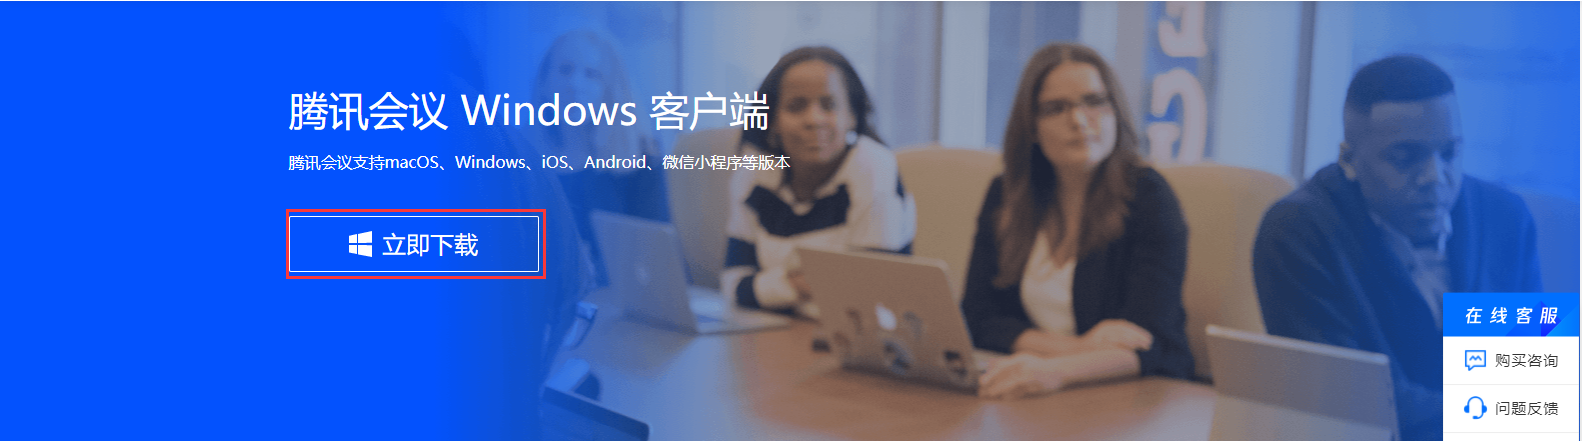 腾讯会议 Windows 客户端
腾讯会议支持macOS、Windows、iOS、Android、微信小程序等版本
立即下载
在线客服
购买咨询
问题反馈